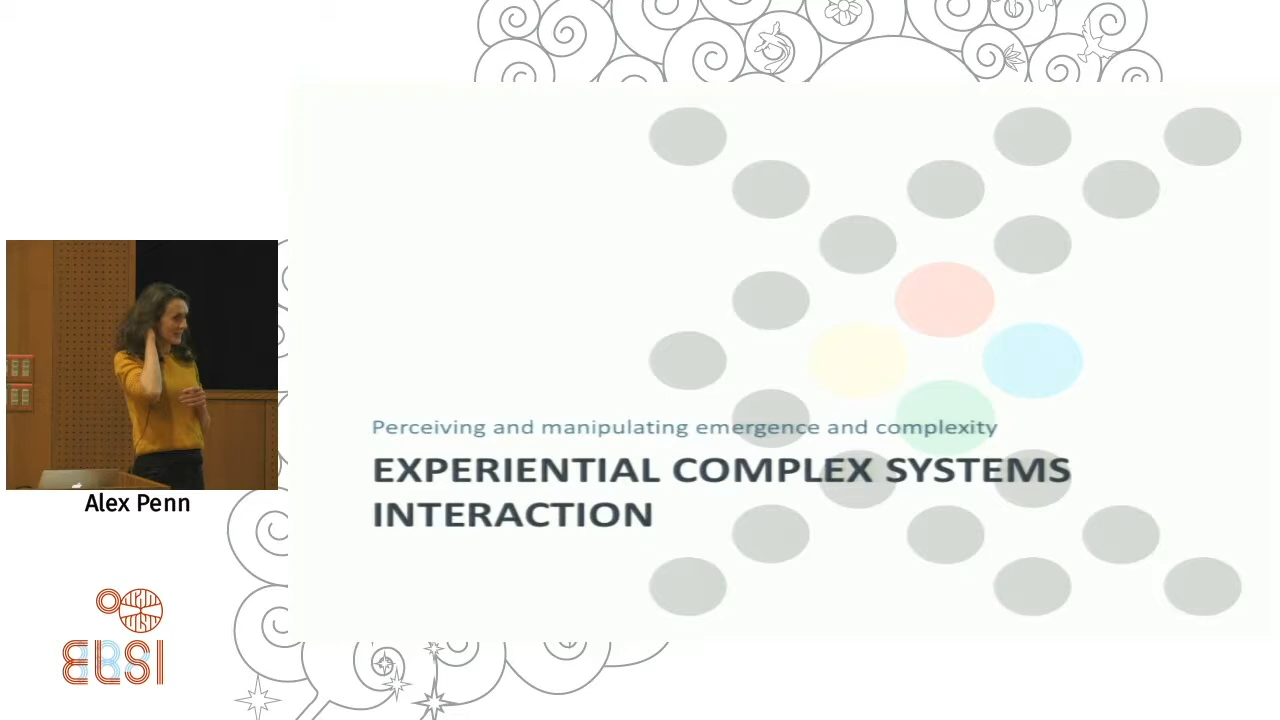 Perceiving and manipulating emergence and complexity
EXPERIENTIAL COMPLEX SYSTEMS
INTERACTION
Alex Penn
ELSI